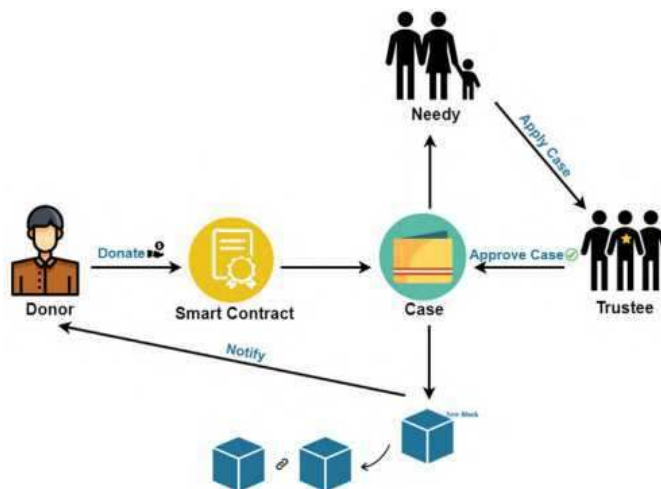 Needy
Apply Case
Donate
Approve Case
Donor
Smart Contract
Case
Trustee
Notify
New Block